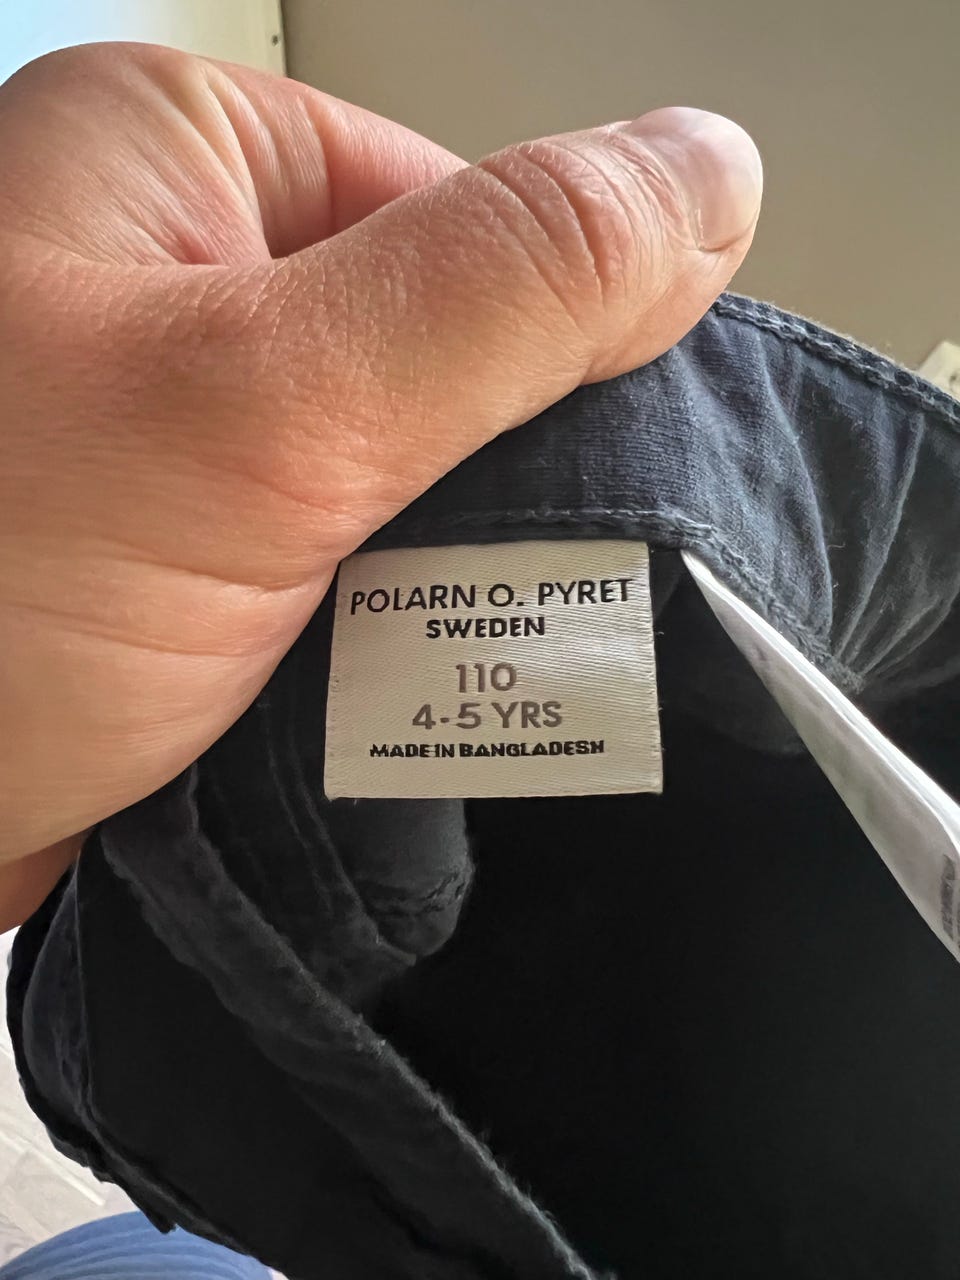 POLARN O. PYRET
SWEDEN
110
4-5 YRS
MADE IN BANGLADESH